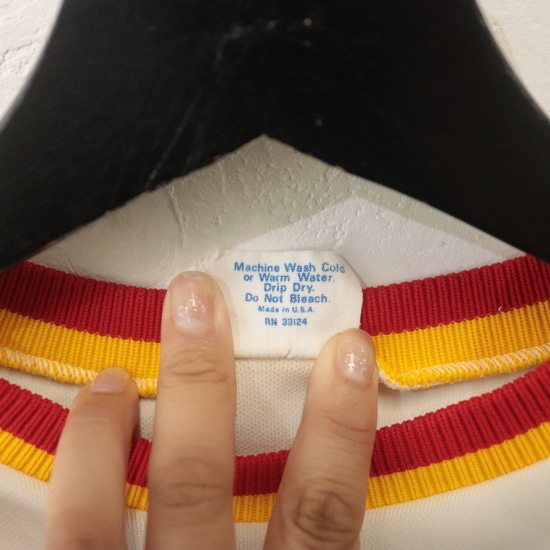 Machine Wash Cold
or Warm Water.
Drip Dry.
Do Not Bleach.
Made in U.S.A.
RN 33124